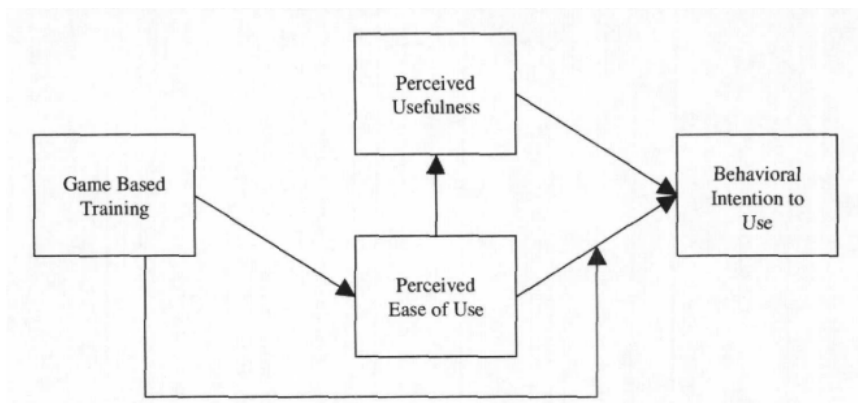 Perceived
Usefulness
Game Based
Training
Behavioral
Intention to
Use
Perceived
Ease of Use